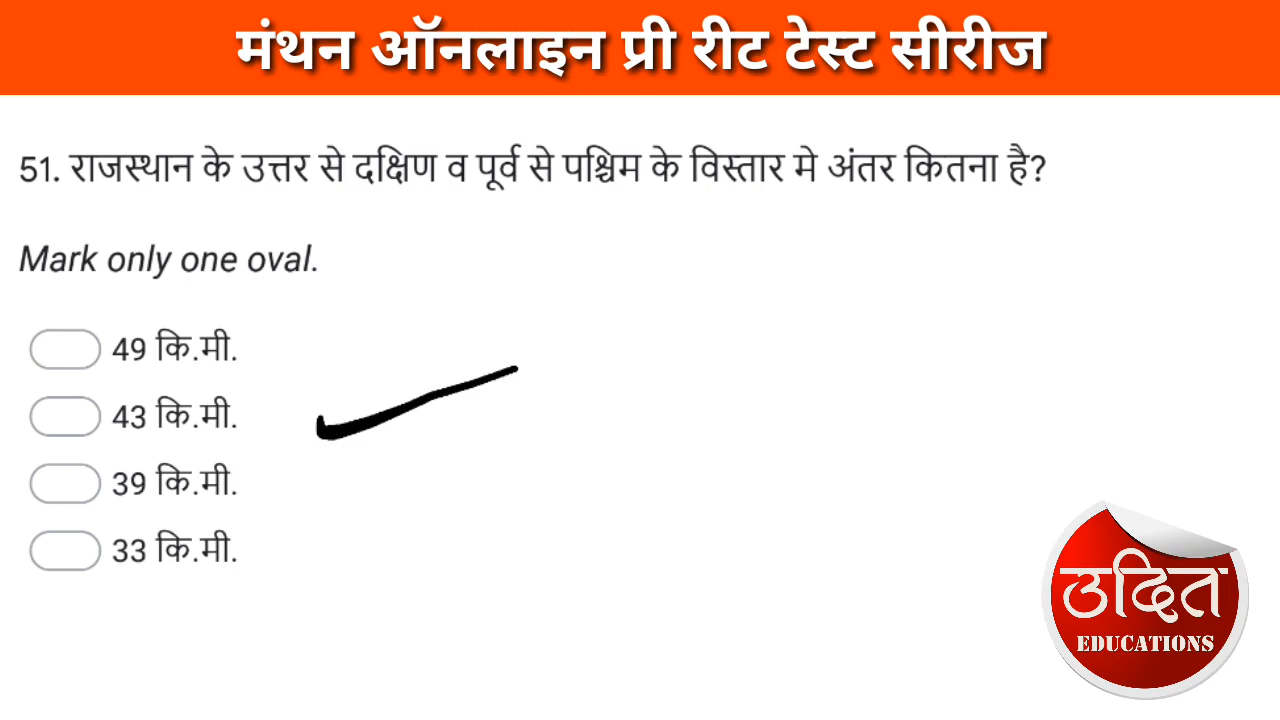 मंथन ऑनलाइन प्री रीट टेस्ट सीरीज
51. राजस्थान के उत्तर से दक्षिण व पूर्व से पश्चिम के विस्तार मे अंतर कितना है?
Mark only one oval.
49 कि.मी.
43 कि.मी.
39 कि.मी.
33 कि.मी.
उदित
EDUCATIONS